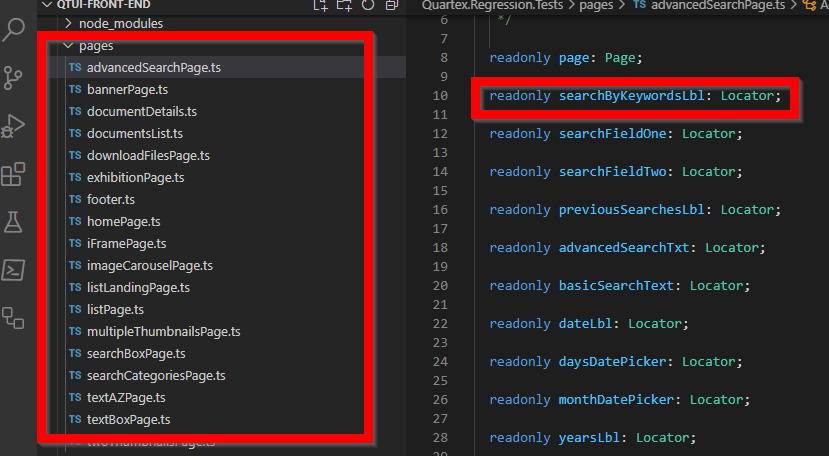 QTUI-FRONT-END
node_modules
pages
TS advancedSearchPage.ts
TS bannerPage.ts
TS documentDetails.ts
TS documentsList.ts
TS downloadFilesPage.ts
TS exhibitionPage.ts
TS footer.ts
TS homePage.ts
TS iFramePage.ts
TS imageCarouselPage.ts
TS listLandingPage.ts
TS listPage.ts
TS multipleThumbnailsPage.ts
TS searchBoxPage.ts
TS searchCategoriesPage.ts
TS textAZPage.ts
TS textBoxPage.ts
twoThumbnailsPage.ts
Quartex.Regression.Tests > pages > TS advancedSearchPage.ts > A
6 */
7
8 readonly page: Page;
9
10 readonly searchByKeywordsLbl: Locator;
11
12 readonly searchFieldOne: Locator;
13
14 readonly searchFieldTwo: Locator;
15
16 readonly previousSearchesLbl: Locator;
17
18 readonly advancedSearchTxt: Locator;
19
20 readonly basicSearchText: Locator;
21
22 readonly dateLbl: Locator;
23
24 readonly daysDatePicker: Locator;
25
26 readonly monthDatePicker: Locator;
27
28 readonly yearsLbl: Locator;
29